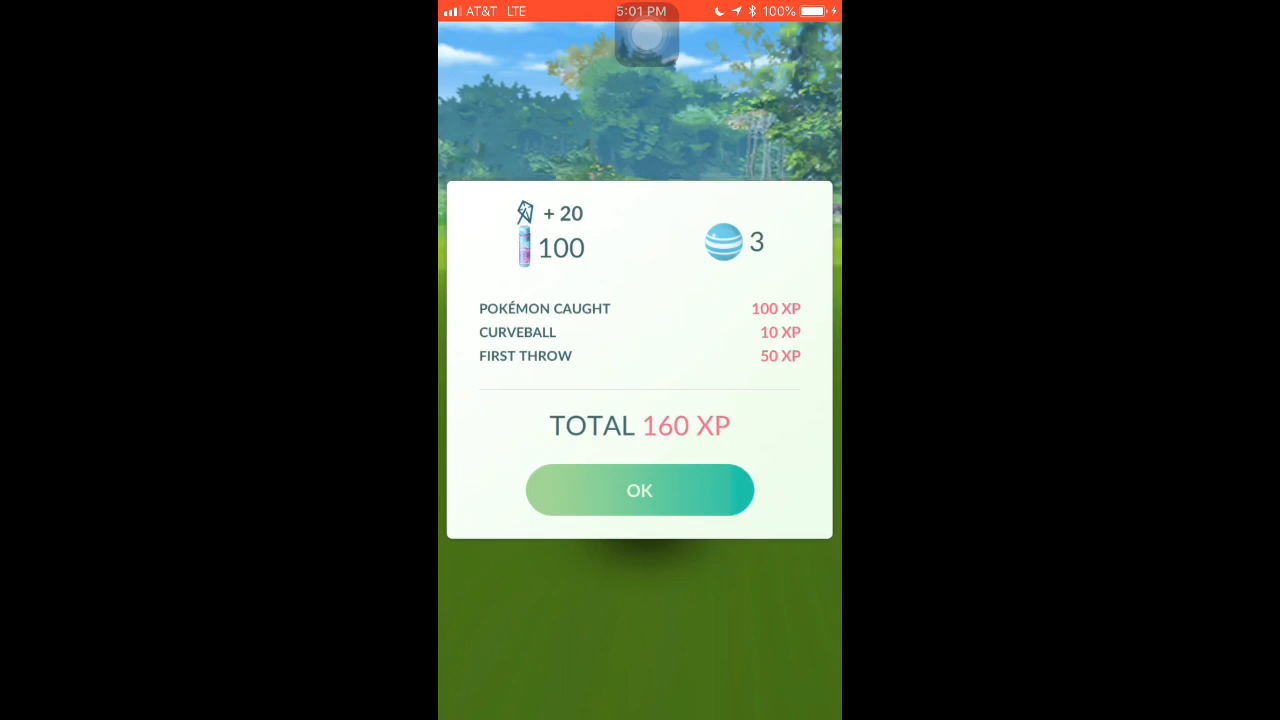 AT&T LTE 5:01 PM 100%
+ 20
100
3
POKÉMON CAUGHT 100 XP
CURVEBALL 10 XP
FIRST THROW 50 XP
TOTAL 160 XP
OK